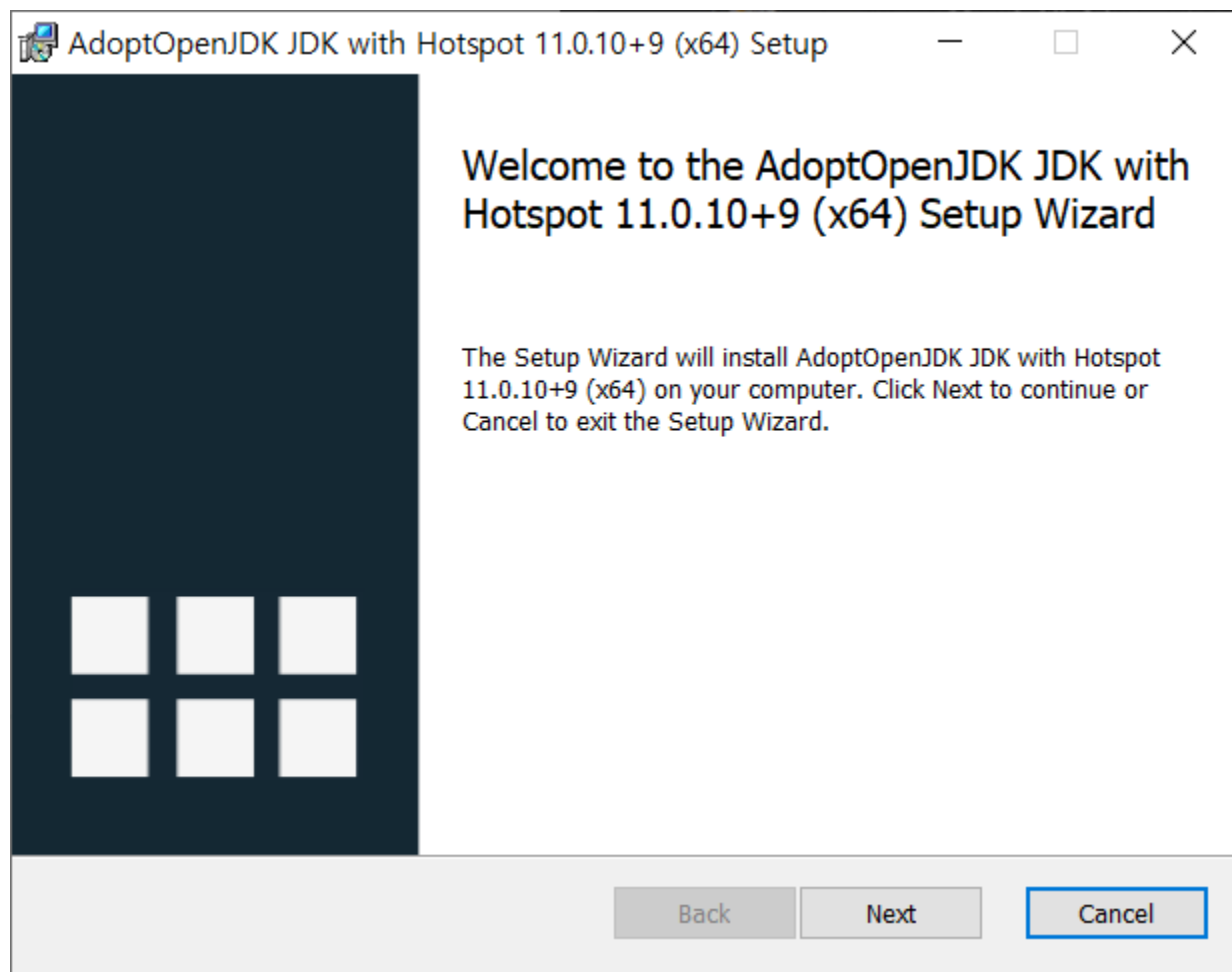 AdoptOpenJDK JDK with Hotspot 11.0.10+9 (x64) Setup
Welcome to the AdoptOpenJDK JDK with
Hotspot 11.0.10+9 (x64) Setup Wizard
The Setup Wizard will install AdoptOpenJDK JDK with Hotspot
11.0.10+9 (x64) on your computer. Click Next to continue or
Cancel to exit the Setup Wizard.
Back
Next
Cancel